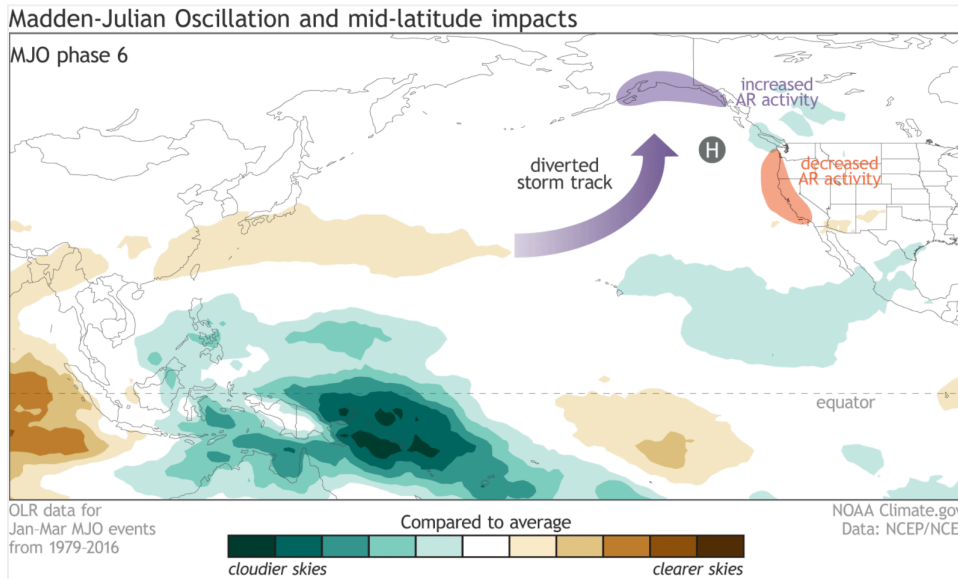 Madden-Julian Oscillation and mid-latitude impacts
MJO phase 6
increased
AR activity
H
diverted
storm track
decreased
AR activity
equator
OLR data for
Jan-Mar MJO events
from 1979-2016
Compared to average
cloudier skies
clearer skies
NOAA Climate.gov
Data: NCEP/NCE